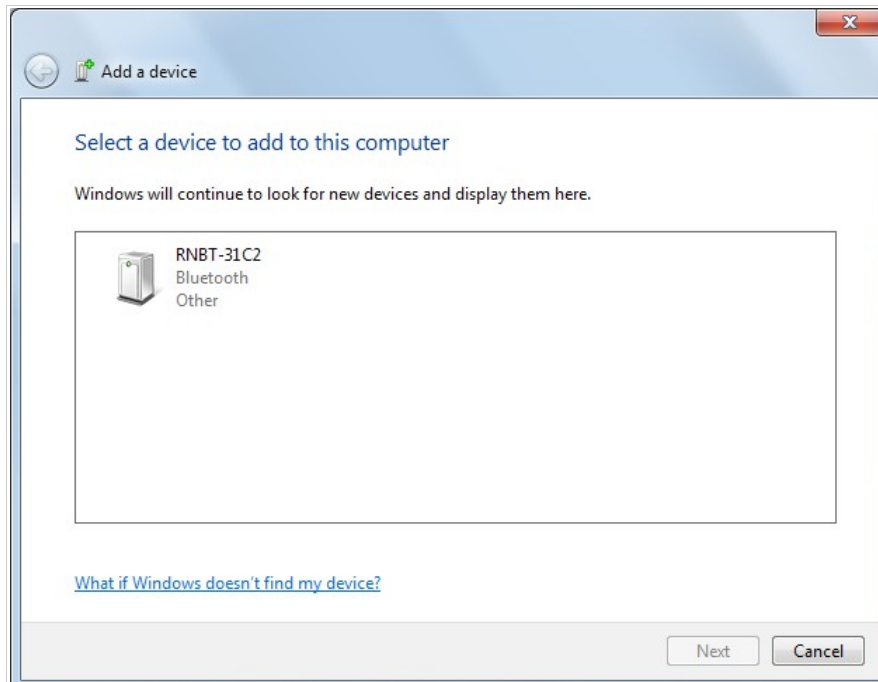 Add a device
Select a device to add to this computer
Windows will continue to look for new devices and display them here.
RNBT-31C2
Bluetooth
Other
What if Windows doesn't find my device?
Next
Cancel